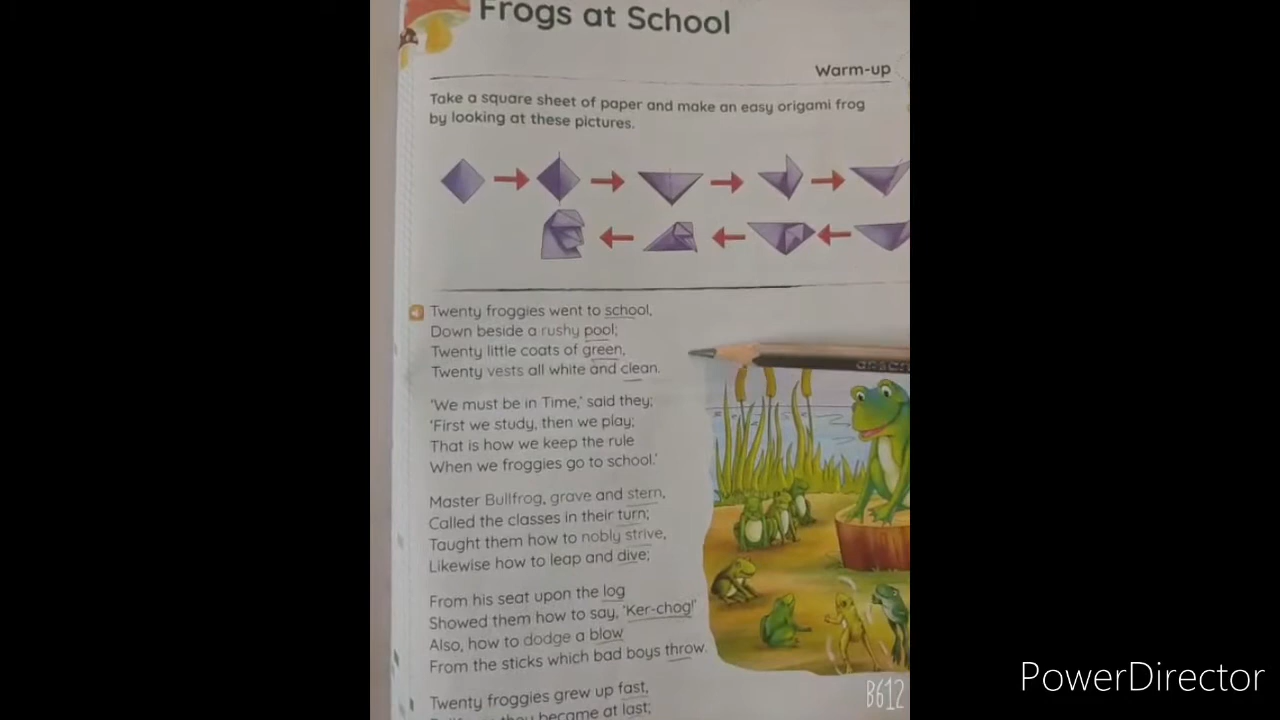 Frogs at School
Warm-up
Take a square sheet of paper and make an easy origami frog
by looking at these pictures.
Twenty froggies went to school,
Down beside a rushy pool;
Twenty little coats of green,
Twenty vests all white and clean.
'We must be in Time,' said they;
'First we study, then we play;
That is how we keep the rule
When we froggies go to school.'
Master Bullfrog, grave and stern,
Called the classes in their turn;
Taught them how to nobly strive,
Likewise how to leap and dive;
From his seat upon the log
Showed them how to say, 'Ker-chog!'
Also, how to dodge a blow
From the sticks which bad boys throw.
Twenty froggies grew up fast,
they became at last;
PowerDirector
B612